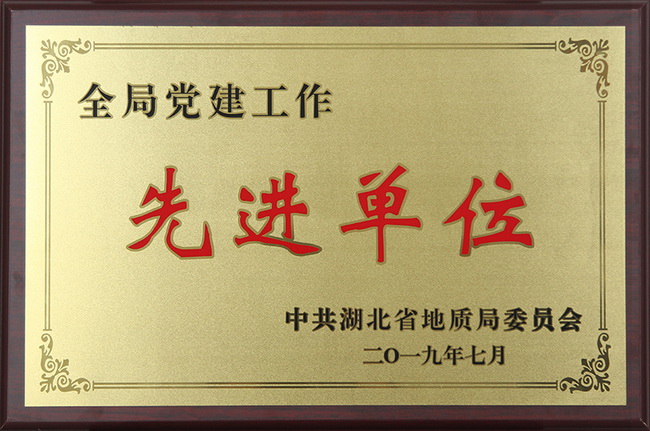 全局党建工作
先进单位
中共湖北省地质局委员会
二O一九年七月